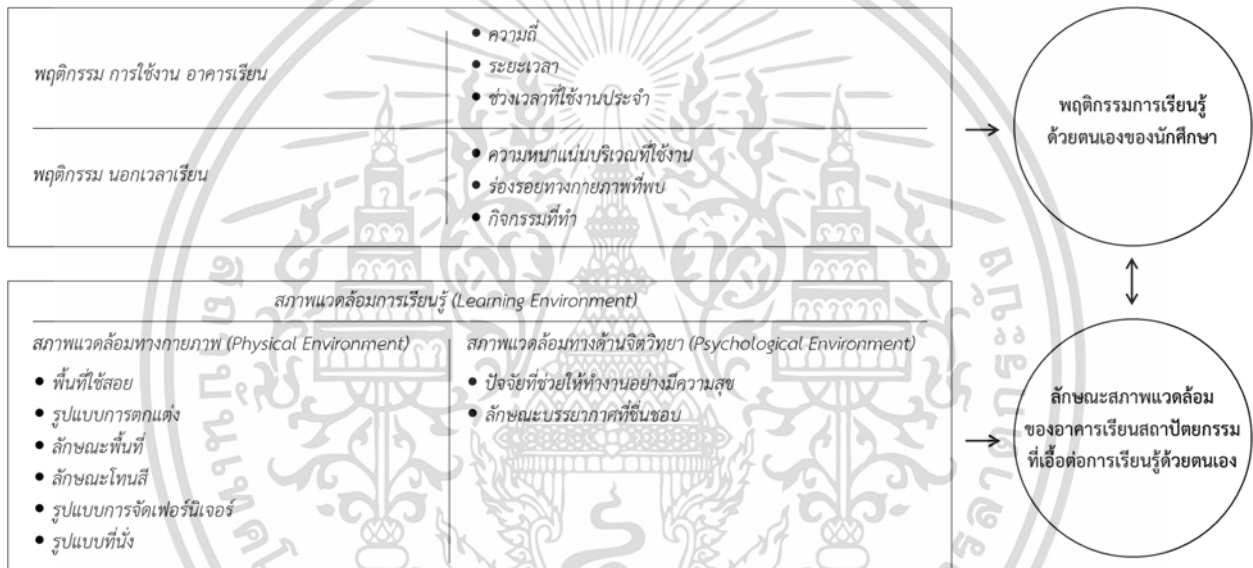 พฤติกรรม การใช้งาน อาคารเรียน
● ความถี่
● ระยะเวลา
● ช่วงเวลาที่ใช้งานประจำ
พฤติกรรม นอกเวลาเรียน
● ความหนาแน่นบริเวณที่ใช้งาน
● ร่องรอยทางกายภาพที่พบ
● กิจกรรมที่ทำ
พฤติกรรมการเรียนรู้
ด้วยตนเองของนักศึกษา
สภาพแวดล้อมการเรียนรู้ (Learning Environment)
สภาพแวดล้อมทางกายภาพ (Physical Environment)
● พื้นที่ใช้สอย
● รูปแบบการตกแต่ง
● ลักษณะพื้นที่
● ลักษณะโทนสี
● รูปแบบการจัดเฟอร์นิเจอร์
● รูปแบบที่นั่ง
สภาพแวดล้อมทางด้านจิตวิทยา (Psychological Environment)
● ปัจจัยที่ช่วยให้ทำงานอย่างมีความสุข
● ลักษณะบรรยากาศที่ชื่นชอบ
ลักษณะสภาพแวดล้อม
ของอาคารเรียนสถาปัตยกรรม
ที่เอื้อต่อการเรียนรู้ด้วยตนเอง